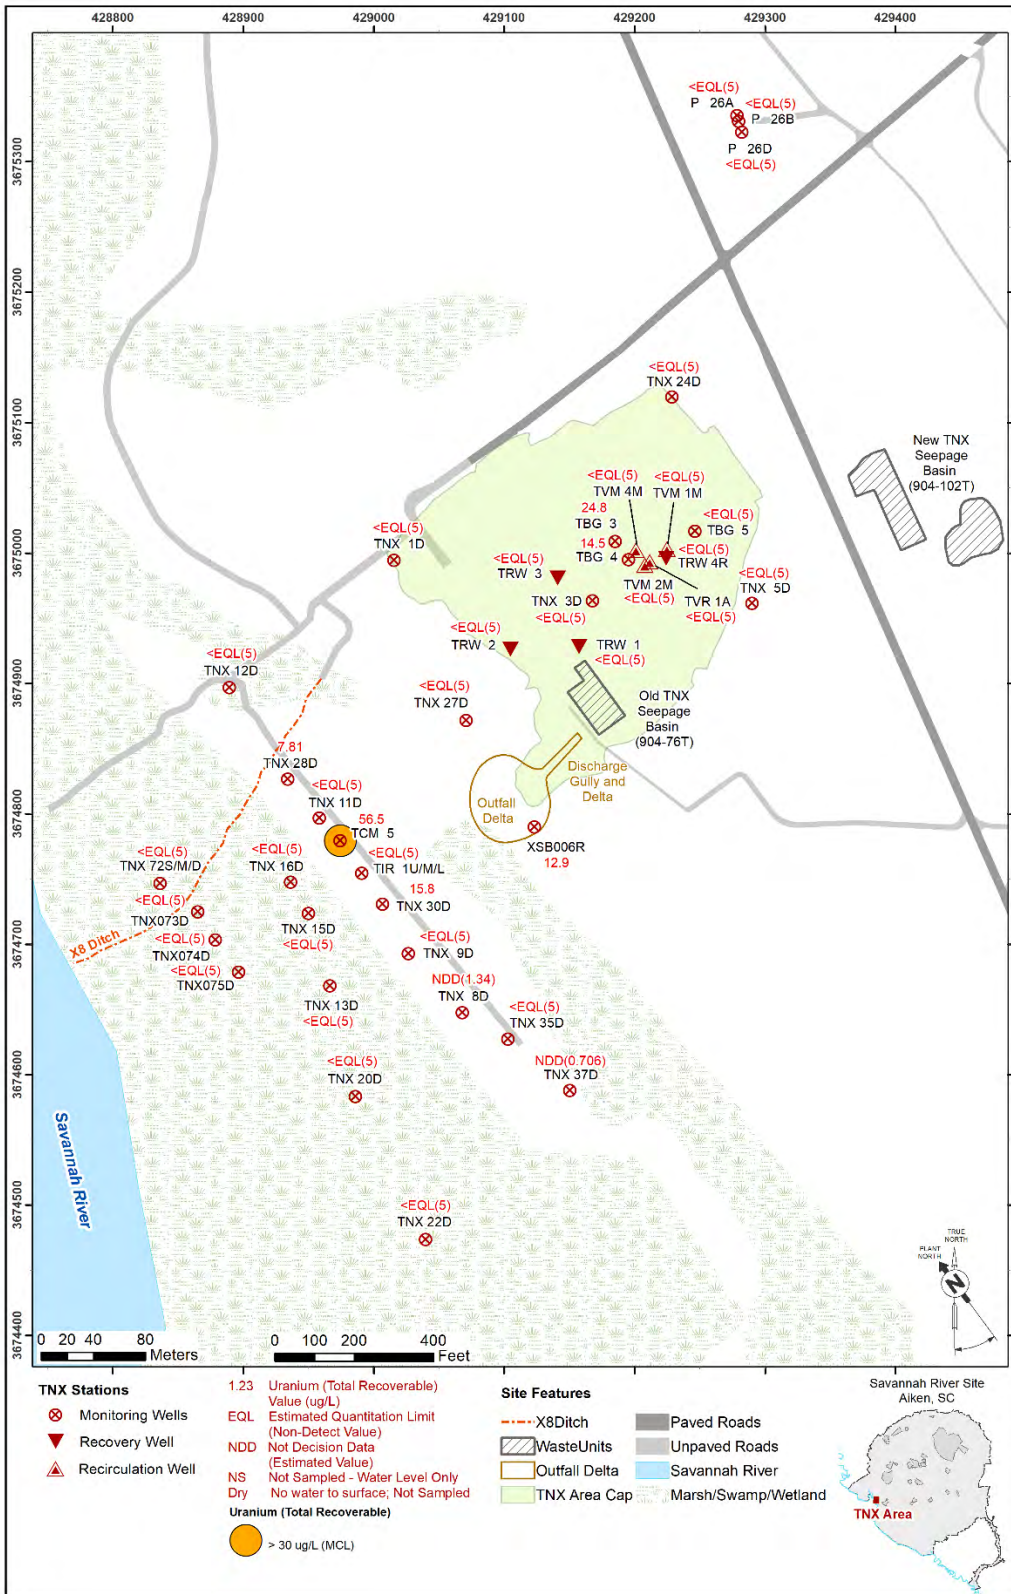 428800 428900 429000 429100 429200 429300 429400
3675300
3675200
3675100
3675000
3674900
3674800
3674700
3674600
3674500
3674400
<EQL(5)
P 26A
<EQL(5)
P 26B
P 26D
<EQL(5)
<EQL(5)
TNX 24D
New TNX
Seepage
Basin
(904-102T)
<EQL(5)
TVM 4M
<EQL(5)
TVM 1M
24.8
TBG 3
<EQL(5)
TBG 5
14.5
TBG 4
<EQL(5)
TNX 1D
<EQL(5)
TRW 4R
<EQL(5)
TRW 3
TVM 2M
<EQL(5)
TVR 1A
<EQL(5)
<EQL(5)
TNX 5D
TNX 3D
<EQL(5)
<EQL(5)
TRW 2
TRW 1
<EQL(5)
<EQL(5)
TNX 12D
<EQL(5)
TNX 27D
Old TNX
Seepage
Basin
(904-76T)
7.81
TNX 28D
Discharge
Gully and
Delta
Outfall
Delta
<EQL(5)
TNX 11D
56.5
TCM 5
XSB006R
12.9
<EQL(5)
TIR 1U/M/L
<EQL(5)
TNX 72S/M/D
<EQL(5)
TNX 16D
15.8
TNX 30D
<EQL(5)
TNX073D
TNX 15D
<EQL(5)
X8 Ditch
<EQL(5)
TNX074D
<EQL(5)
TNX 9D
<EQL(5)
TNX075D
NDD(1.34)
TNX 8D
TNX 13D
<EQL(5)
<EQL(5)
TNX 35D
<EQL(5)
TNX 20D
NDD(0.706)
TNX 37D
Savannah River
<EQL(5)
TNX 22D
TRUE
NORTH
PLANT
NORTH
N
0 20 40 80
Meters
0 100 200 400
Feet
TNX Stations
Monitoring Wells
Recovery Well
Recirculation Well
1.23 Uranium (Total Recoverable)
Value (ug/L)
EQL Estimated Quantitation Limit
(Non-Detect Value)
NDD Not Decision Data
(Estimated Value)
NS Not Sampled - Water Level Only
Dry No water to surface; Not Sampled
Uranium (Total Recoverable)
> 30 ug/L (MCL)
Site Features
X8Ditch
WasteUnits
Outfall Delta
TNX Area Cap
Paved Roads
Unpaved Roads
Savannah River
Marsh/Swamp/Wetland
Savannah River Site
Aiken, SC
TNX Area